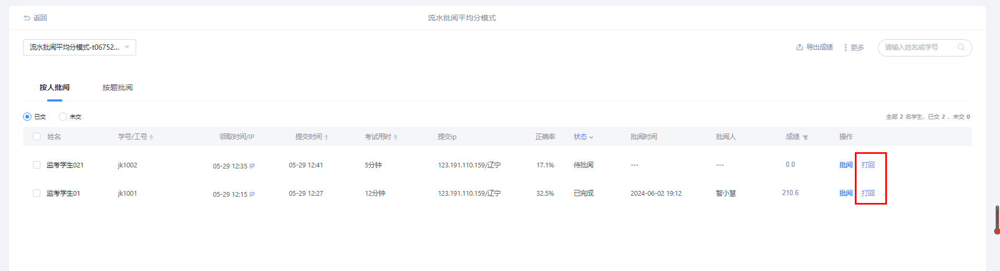 返回
流水批阅平均分模式
流水批阅平均分模式-t06752...
导出成绩 更多 请输入姓名或学号
按人批阅 按题批阅
已交 未交
全部 2 名学生, 已交 2 , 未交 0
姓名 学号/工号 领取时间/IP 提交时间 考试用时 提交ip 正确率 状态 批阅时间 批阅人 成绩 操作
监考学生021 jk1002 05-29 12:35 IP 05-29 12:41 5分钟 123.191.110.159/辽宁 17.1% 待批阅 --- --- 0.0 批阅 打回
监考学生01 jk1001 05-29 12:15 IP 05-29 12:27 12分钟 123.191.110.159/辽宁 32.5% 已完成 2024-06-02 19:12 智小慧 210.6 批阅 打回